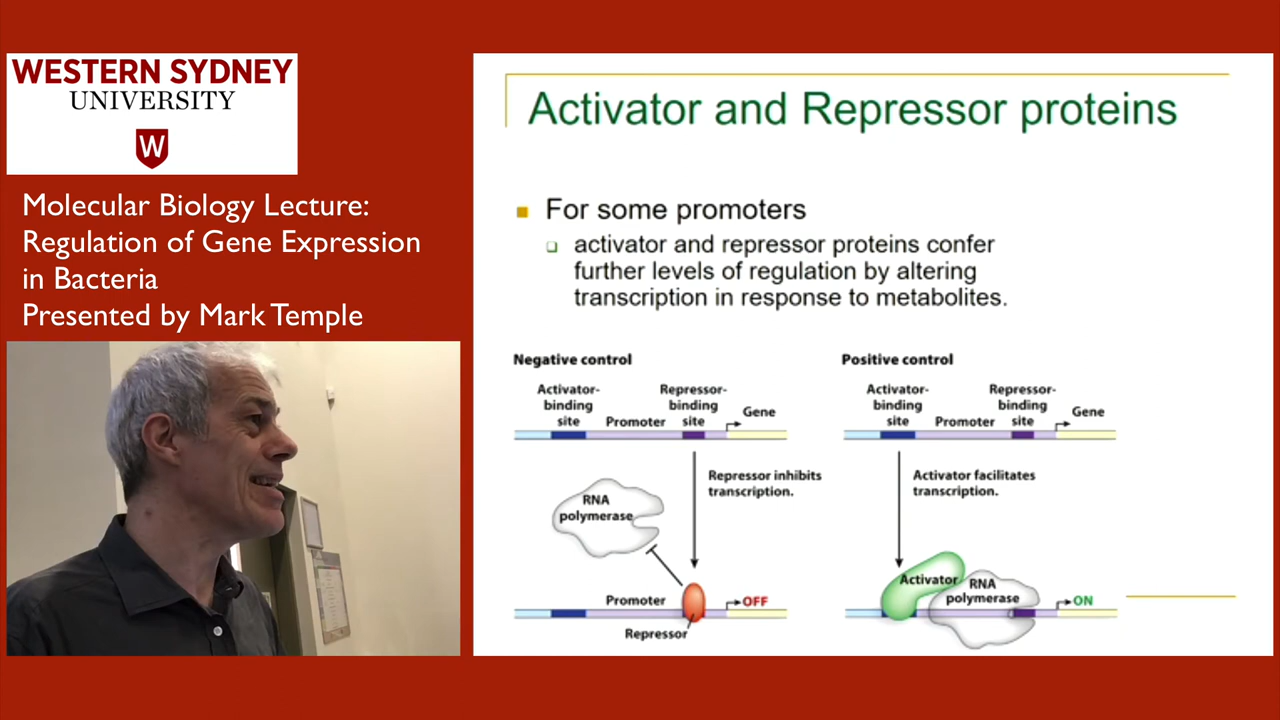 WESTERN SYDNEY
UNIVERSITY
W
Molecular Biology Lecture:
Regulation of Gene Expression
in Bacteria
Presented by Mark Temple
Activator and Repressor proteins
For some promoters
activator and repressor proteins confer
further levels of regulation by altering
transcription in response to metabolites.
Negative control
Activator-
binding
site
Promoter
Repressor-
binding
site
Gene
Repressor inhibits
transcription.
RNA
polymerase
Promoter
OFF
Repressor
Positive control
Activator-
binding
site
Promoter
Repressor-
binding
site
Gene
Activator facilitates
transcription.
Activator
RNA
polymerase
ON